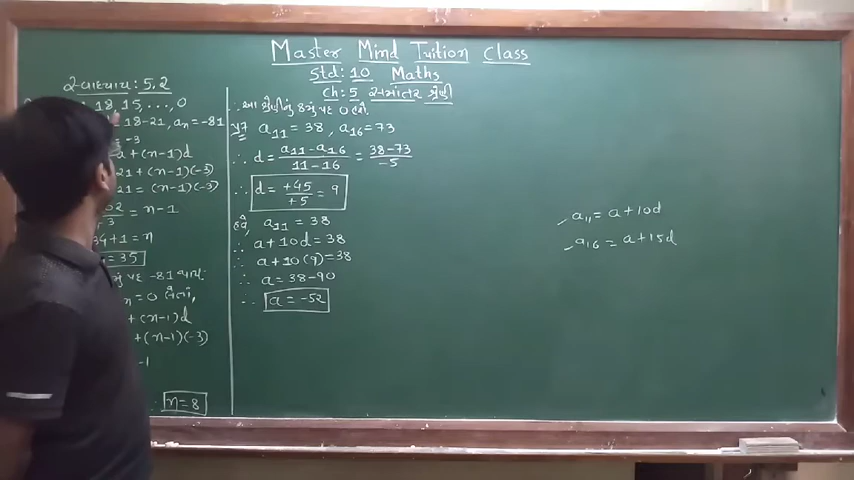 Master Mind Tuition Class
Std: 10 Maths
Ch: 5 સમાંતર શ્રેણી
સ્વાધ્યાય: 5.2
18, 15, ..., 0
18-21, aₙ = -81
= -3
a + (n-1)d
21 + (n-1)(-3)
21 = (n-1)(-3)
= n-1
34+1 = n
= 35
મું પદ -81 થાય.
= 0 લેતાં,
+ (n-1)d
+ (n-1)(-3)
-1
n = 8
∴ આ શ્રેણીનું 8મું પદ 0 હશે.
a₁₁ = 38, a₁₆ = 73
∴ d = a₁₁ - a₁₆ / 11 - 16 = 38-73 / -5
∴ d = +45 / +5 = 9
હવે, a₁₁ = 38
∴ a + 10d = 38
∴ a + 10(9) = 38
∴ a = 38-90
∴ a = -52
a₁₁ = a + 10d
a₁₆ = a + 15d